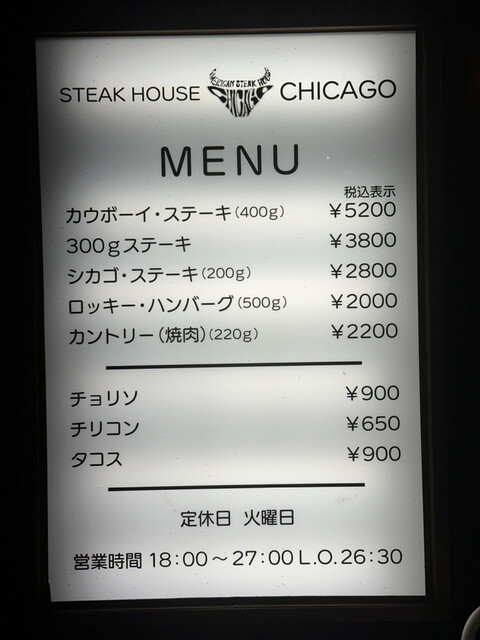 STEAK HOUSE AMERICAN STEAK HOUSE CHICAGO CHICAGO
MENU
税込表示
カウボーイ・ステーキ(400g) ¥5200
300gステーキ ¥3800
シカゴ・ステーキ(200g) ¥2800
ロッキー・ハンバーグ(500g) ¥2000
カントリー(焼肉)(220g) ¥2200
チョリソ ¥900
チリコン ¥650
タコス ¥900
定休日 火曜日
営業時間 18:00～27:00 L.O.26:30